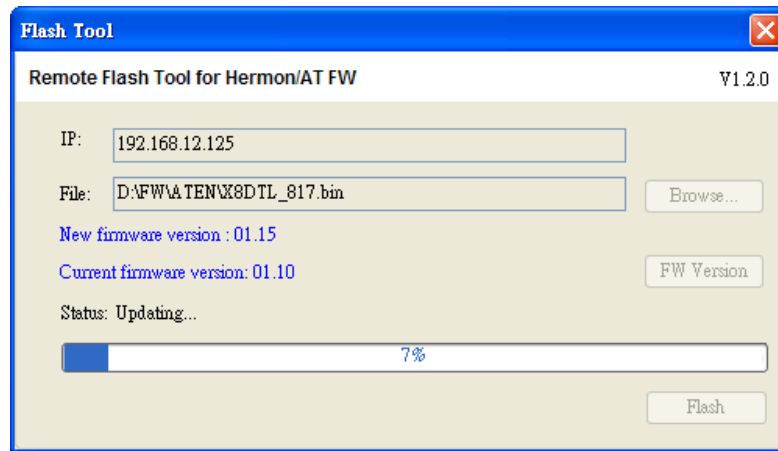 Flash Tool
Remote Flash Tool for Hermon/AT FW V1.2.0
IP: 192.168.12.125
File: D:\FW\ATEN\X8DTL_817.bin Browse...
New firmware version : 01.15
Current firmware version: 01.10 FW Version
Status: Updating...
7%
Flash